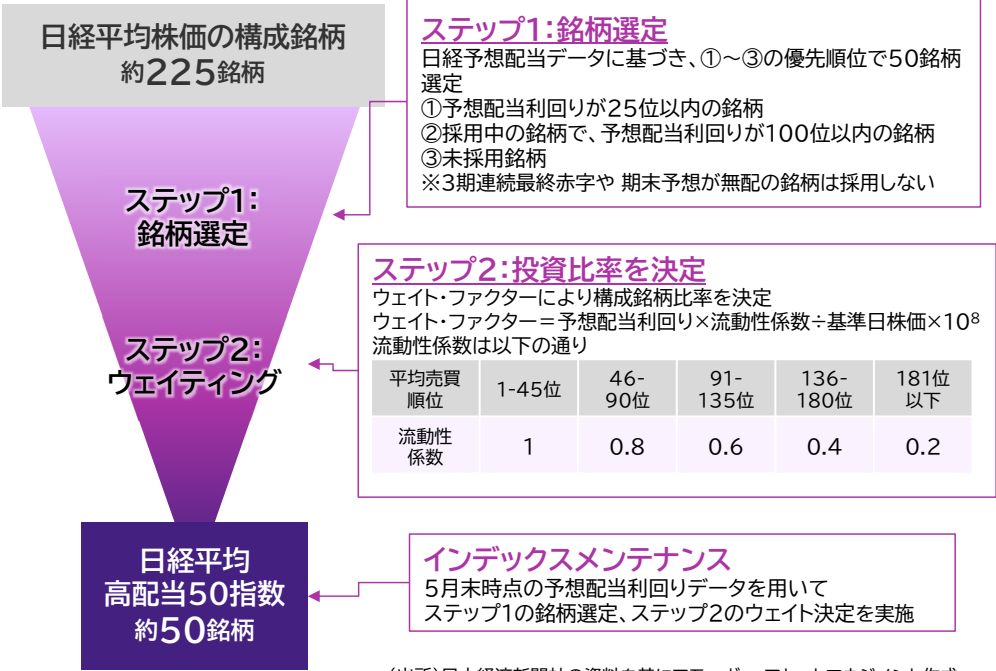 日経平均株価の構成銘柄
約225銘柄
ステップ1:銘柄選定
日経予想配当データに基づき、①～③の優先順位で50銘柄
選定
①予想配当利回りが25位以内の銘柄
②採用中の銘柄で、予想配当利回りが100位以内の銘柄
③未採用銘柄
※3期連続最終赤字や 期末予想が無配の銘柄は採用しない
ステップ1:
銘柄選定
ステップ2:投資比率を決定
ウェイト・ファクターにより構成銘柄比率を決定
ウェイト・ファクター＝予想配当利回り×流動性係数÷基準日株価×10⁸
流動性係数は以下の通り
平均売買
順位
1-45位
46-
90位
91-
135位
136-
180位
181位
以下
流動性
係数
1
0.8
0.6
0.4
0.2
ステップ2:
ウェイティング
日経平均
高配当50指数
約50銘柄
インデックスメンテナンス
5月末時点の予想配当利回りデータを用いて
ステップ1の銘柄選定、ステップ2のウェイト決定を実施